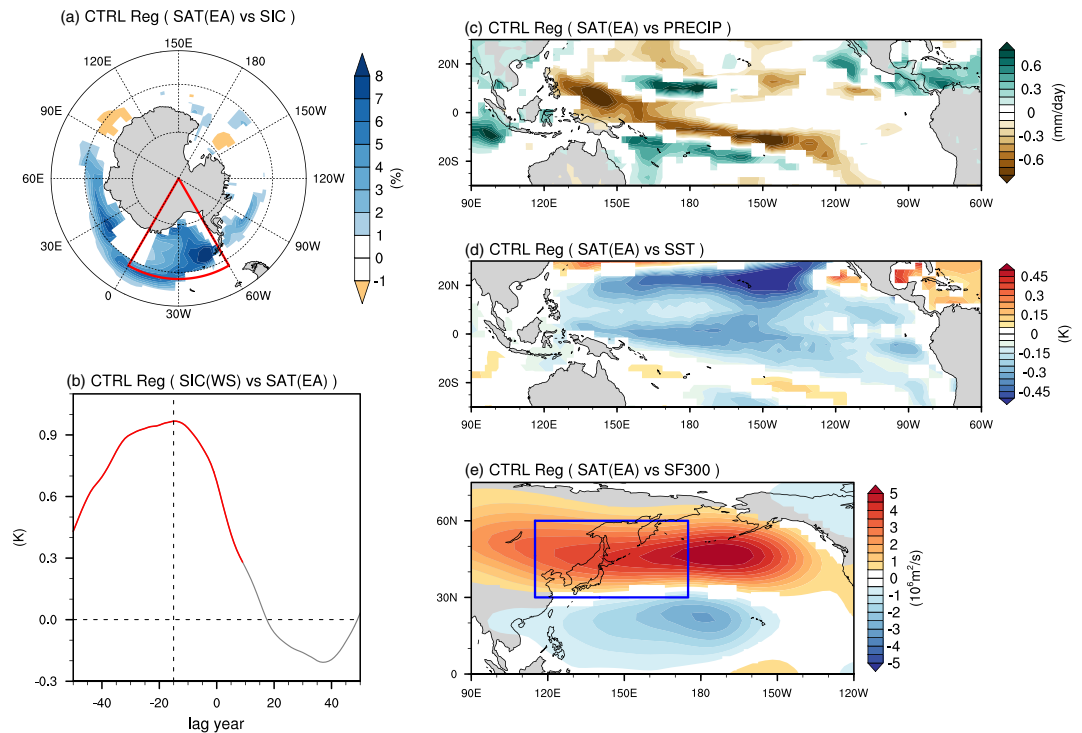 (a) CTRL Reg ( SAT(EA) vs SIC)
150E
120E 180
90E 150W
60E 120W
30E 90W
0 60W
30W
8
7
6
5
4
3
2
1
0
-1
(%)
(b) CTRL Reg ( SIC(WS) vs SAT(EA) )
0.9
0.6
0.3
0.0
-0.3
(K)
-40 -20 0 20 40
lag year
(c) CTRL Reg ( SAT(EA) vs PRECIP)
20N
0
20S
90E 120E 150E 180 150W 120W 90W 60W
0.6
0.3
0
-0.3
-0.6
(mm/day)
(d) CTRL Reg ( SAT(EA) vs SST)
20N
0
20S
90E 120E 150E 180 150W 120W 90W 60W
0.45
0.3
0.15
0
-0.15
-0.3
-0.45
(K)
(e) CTRL Reg ( SAT(EA) vs SF300)
60N
30N
0
90E 120E 150E 180 150W 120W
5
4
3
2
1
0
-1
-2
-3
-4
-5
(10⁶m²/s)